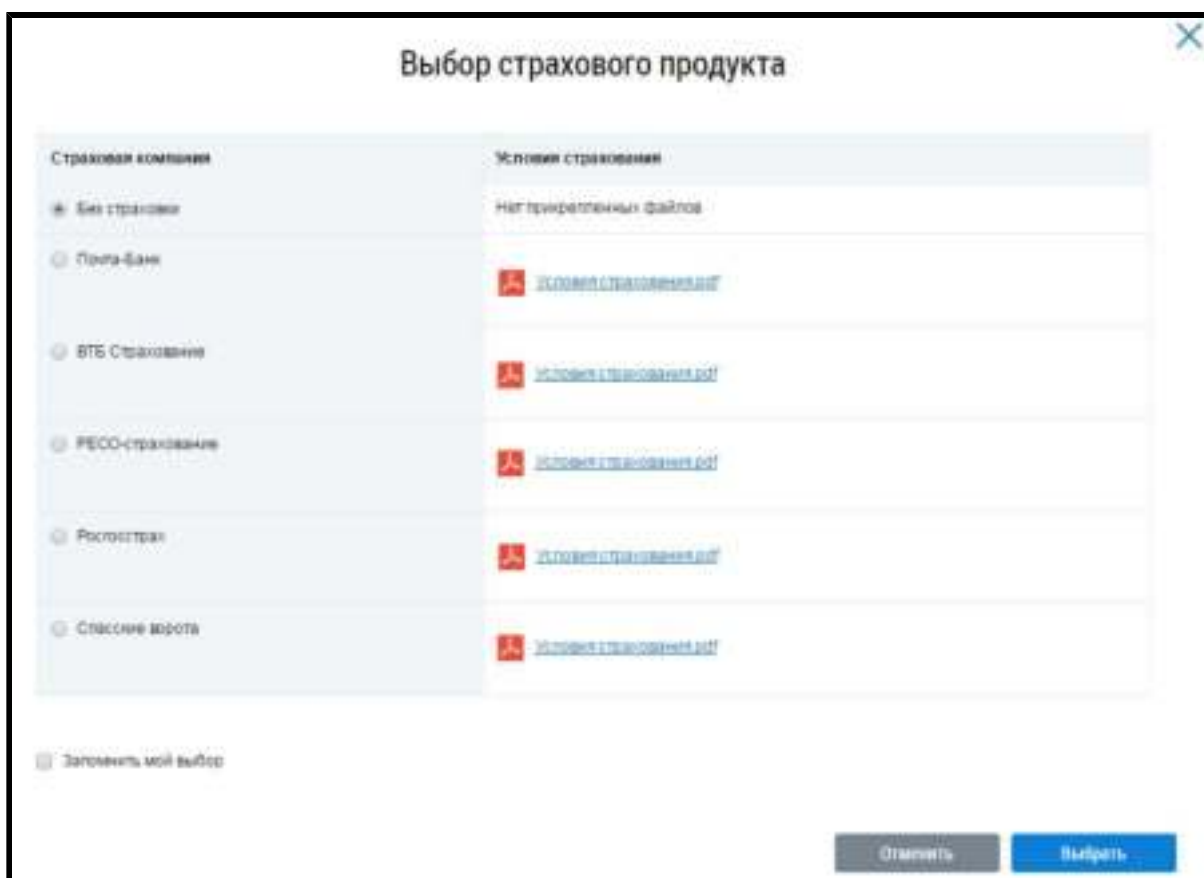 Выбор страхового продукта
Страховая компания Условия страхования
Без страховки Нет прикрепленных файлов
Почта-Банк
Условия страхования.pdf
ВТБ Страхование
Условия страхования.pdf
РЕСО-страхование
Условия страхования.pdf
Росгосстрах
Условия страхования.pdf
Спасские ворота
Условия страхования.pdf
Запомнить мой выбор
Отменить Выбрать